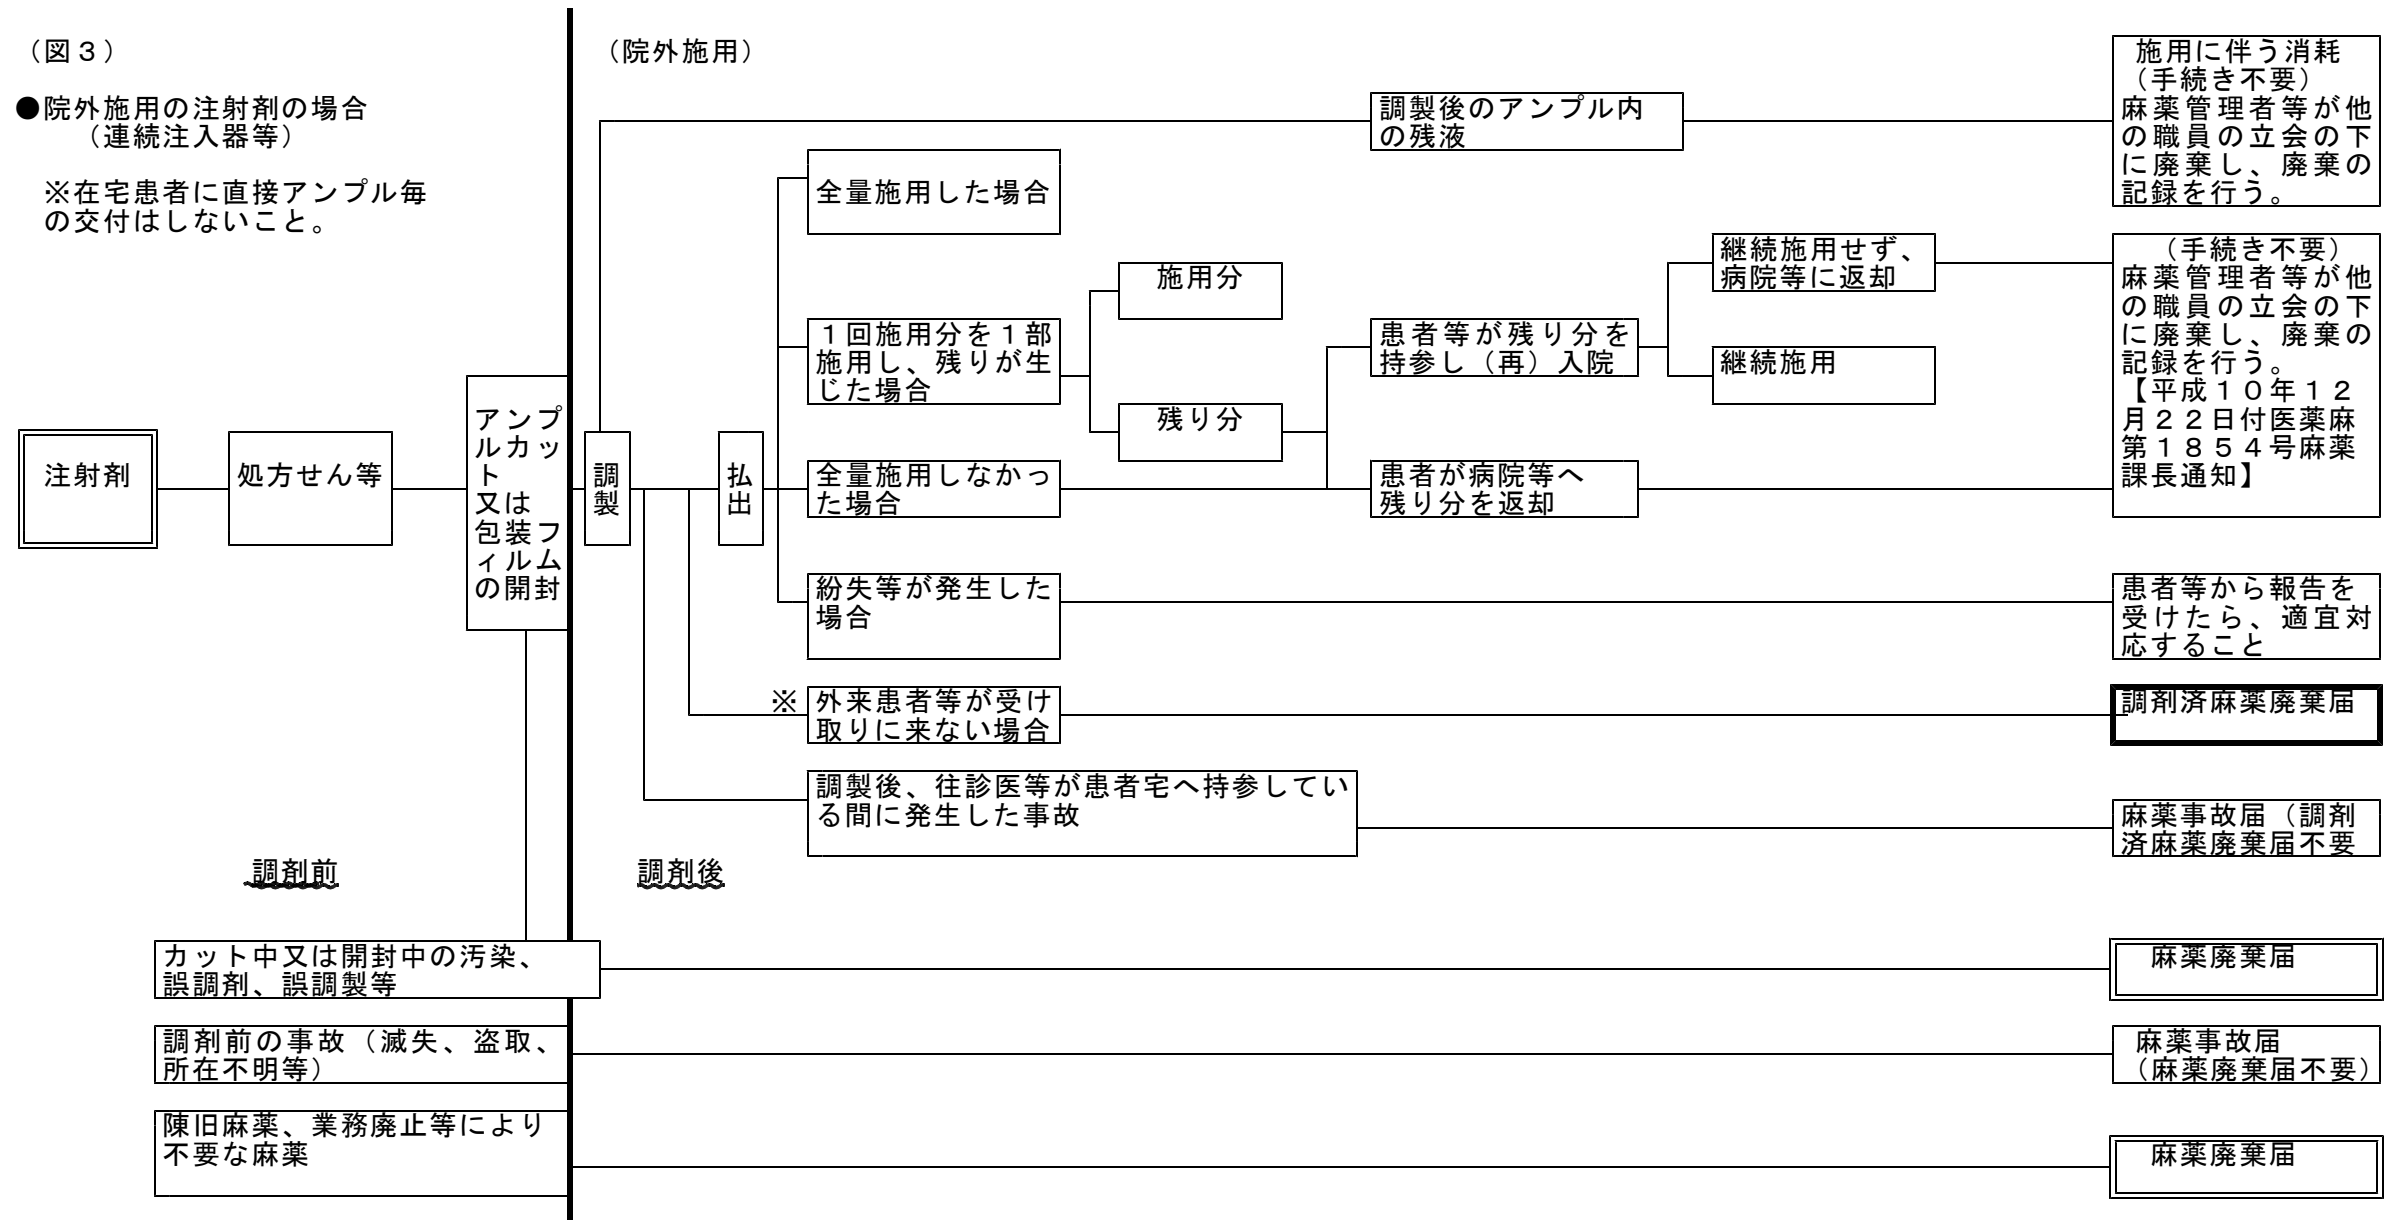 （図３）
●院外施用の注射剤の場合
（連続注入器等）
※在宅患者に直接アンプル毎
の交付はしないこと。
（院外施用）
調製後のアンプル内
の残液
施用に伴う消耗
（手続き不要）
麻薬管理者等が他
の職員の立会の下
に廃棄し、廃棄の
記録を行う。
全量施用した場合
１回施用分を１部
施用し、残りが生
じた場合
施用分
残り分
患者等が残り分を
持参し（再）入院
継続施用せず、
病院等に返却
継続施用
（手続き不要）
麻薬管理者等が他
の職員の立会の下
に廃棄し、廃棄の
記録を行う。
【平成１０年１２
月２２日付医薬麻
第１８５４号麻薬
課長通知】
注射剤
処方せん等
アンプ
ルカッ
ト
又は
包装フ
ィルム
の開封
調
製
払
出
全量施用しなかっ
た場合
患者が病院等へ
残り分を返却
紛失等が発生した
場合
患者等から報告を
受けたら、適宜対
応すること
※
外来患者等が受け
取りに来ない場合
調剤済麻薬廃棄届
調製後、往診医等が患者宅へ持参してい
る間に発生した事故
麻薬事故届（調剤
済麻薬廃棄届不要
調剤前
調剤後
カット中又は開封中の汚染、
誤調剤、誤調製等
麻薬廃棄届
調剤前の事故（滅失、盗取、
所在不明等）
麻薬事故届
（麻薬廃棄届不要）
陳旧麻薬、業務廃止等により
不要な麻薬
麻薬廃棄届